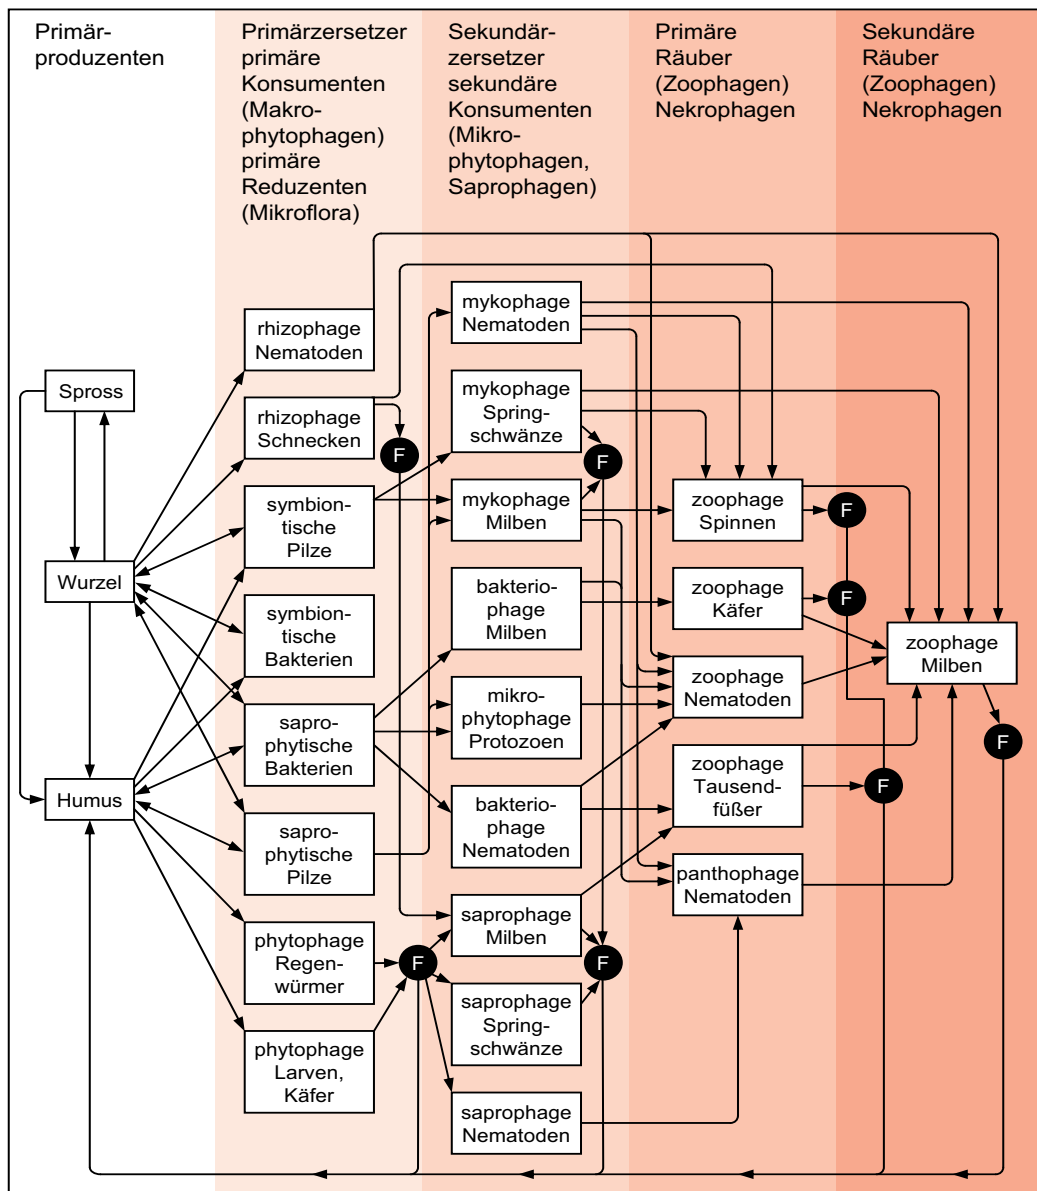 Primär-
produzenten
Primärzersetzer
primäre
Konsumenten
(Makro-
phytophagen)
primäre
Reduzenten
(Mikroflora)
Sekundär-
zersetzer
sekundäre
Konsumenten
(Mikro-
phytophagen,
Saprophagen)
Primäre
Räuber
(Zoophagen)
Nekrophagen
Sekundäre
Räuber
(Zoophagen)
Nekrophagen
Spross
Wurzel
Humus
rhizophage
Nematoden
rhizophage
Schnecken
F
symbion-
tische
Pilze
symbion-
tische
Bakterien
sapro-
phytische
Bakterien
sapro-
phytische
Pilze
phytophage
Regen-
würmer
F
phytophage
Larven,
Käfer
mykophage
Nematoden
mykophage
Spring-
schwänze
F
mykophage
Milben
bakterio-
phage
Milben
mikro-
phytophage
Protozoen
bakterio-
phage
Nematoden
saprophage
Milben
F
saprophage
Spring-
schwänze
saprophage
Nematoden
zoophage
Spinnen
F
zoophage
Käfer
F
zoophage
Nematoden
zoophage
Tausend-
füßer
F
panthophage
Nematoden
zoophage
Milben
F